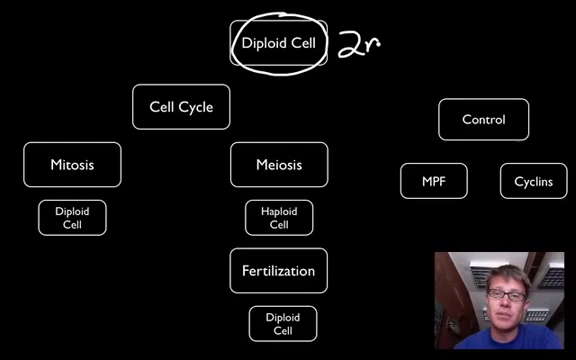 Diploid Cell
2n
Cell Cycle
Control
Mitosis
Meiosis
MPF
Cyclins
Diploid
Cell
Haploid
Cell
Fertilization
Diploid
Cell